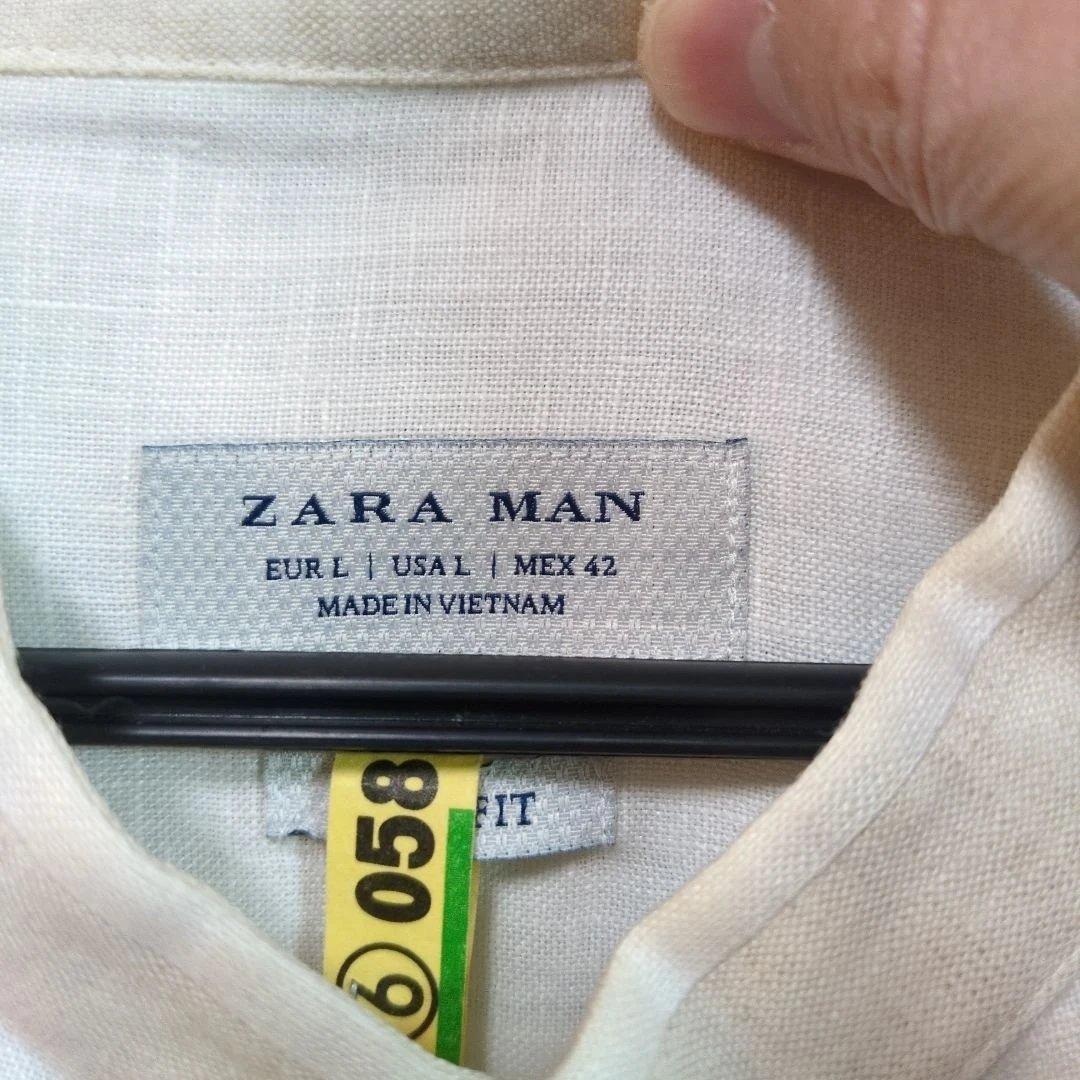 ZARA MAN
EUR L | USA L | MEX 42
MADE IN VIETNAM
FIT
6 058